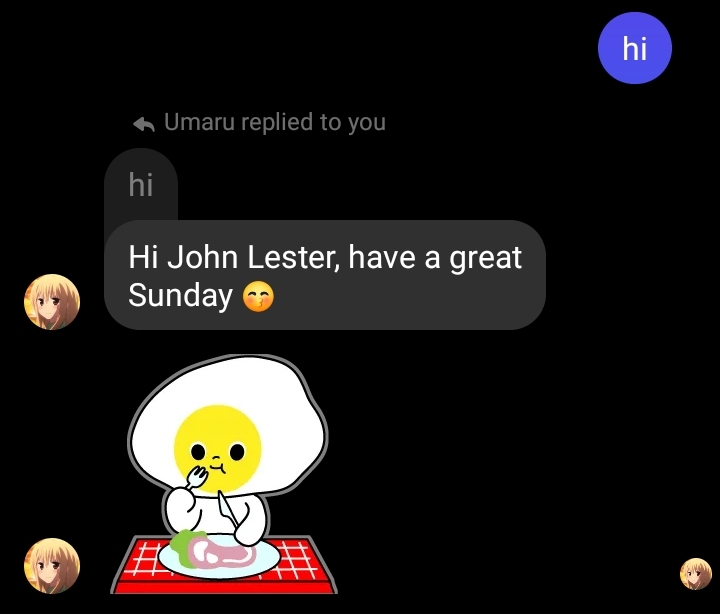 hi
Umaru replied to you
hi
Hi John Lester, have a great
Sunday 😙